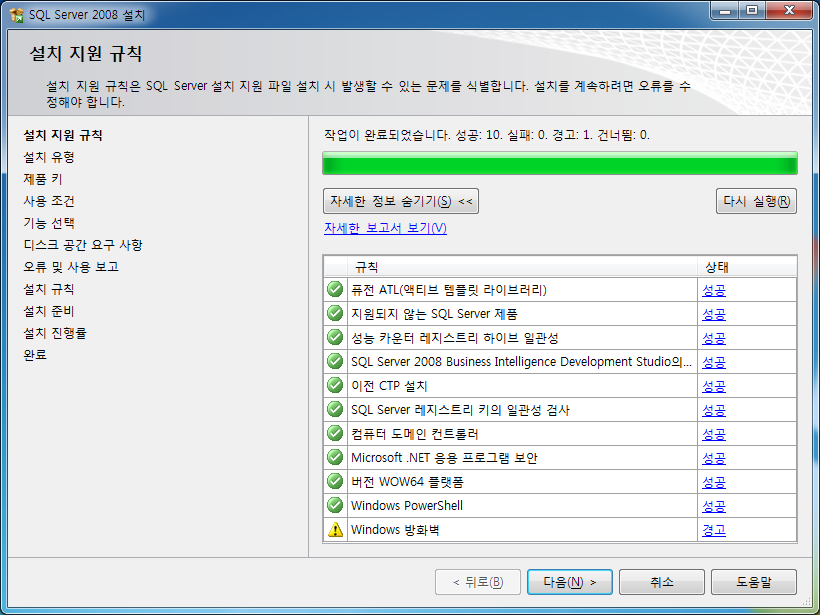 SQL Server 2008 설치
설치 지원 규칙
설치 지원 규칙은 SQL Server 설치 지원 파일 설치 시 발생할 수 있는 문제를 식별합니다. 설치를 계속하려면 오류를 수
정해야 합니다.
설치 지원 규칙
설치 유형
제품 키
사용 조건
기능 선택
디스크 공간 요구 사항
오류 및 사용 보고
설치 규칙
설치 준비
설치 진행률
완료
작업이 완료되었습니다. 성공: 10. 실패: 0. 경고: 1. 건너뜀: 0.
자세한 정보 숨기기(S) << 다시 실행(R)
자세한 보고서 보기(V)
규칙 상태
퓨전 ATL(액티브 템플릿 라이브러리) 성공
지원되지 않는 SQL Server 제품 성공
성능 카운터 레지스트리 하이브 일관성 성공
SQL Server 2008 Business Intelligence Development Studio의... 성공
이전 CTP 설치 성공
SQL Server 레지스트리 키의 일관성 검사 성공
컴퓨터 도메인 컨트롤러 성공
Microsoft .NET 응용 프로그램 보안 성공
버전 WOW64 플랫폼 성공
Windows PowerShell 성공
Windows 방화벽 경고
< 뒤로(B) 다음(N) > 취소 도움말